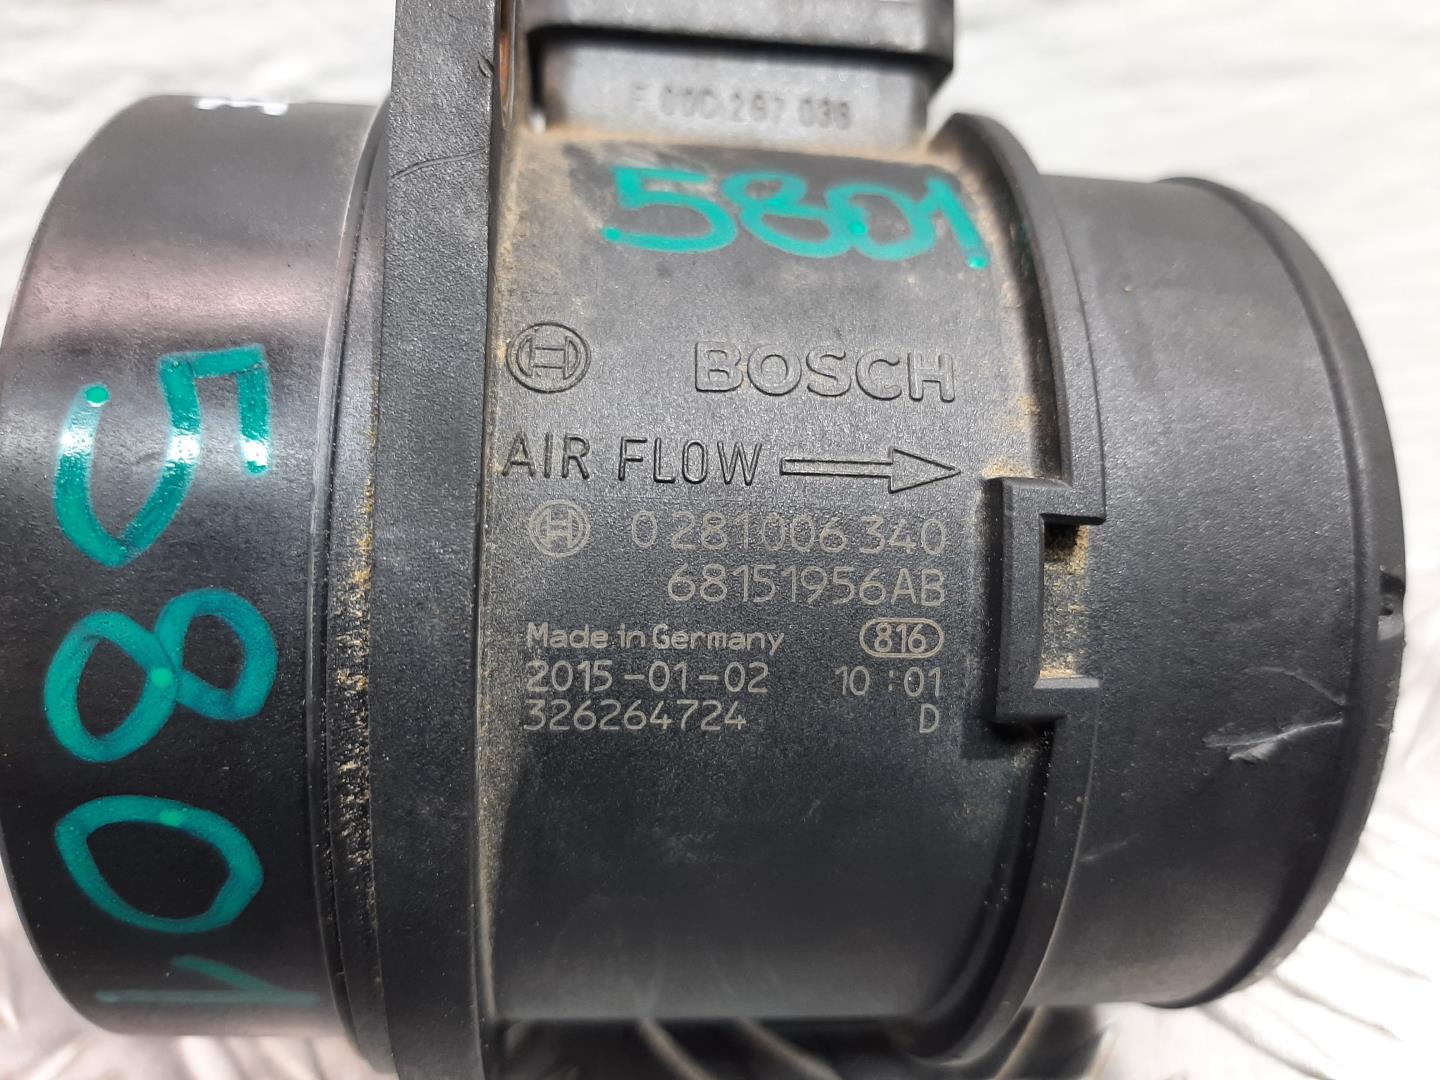 F 00C 2G7 036
5801
BOSCH
AIR FLOW
0 281 006 340
68151956AB
Made in Germany 816
2015-01-02 10:01
326264724 D
5801